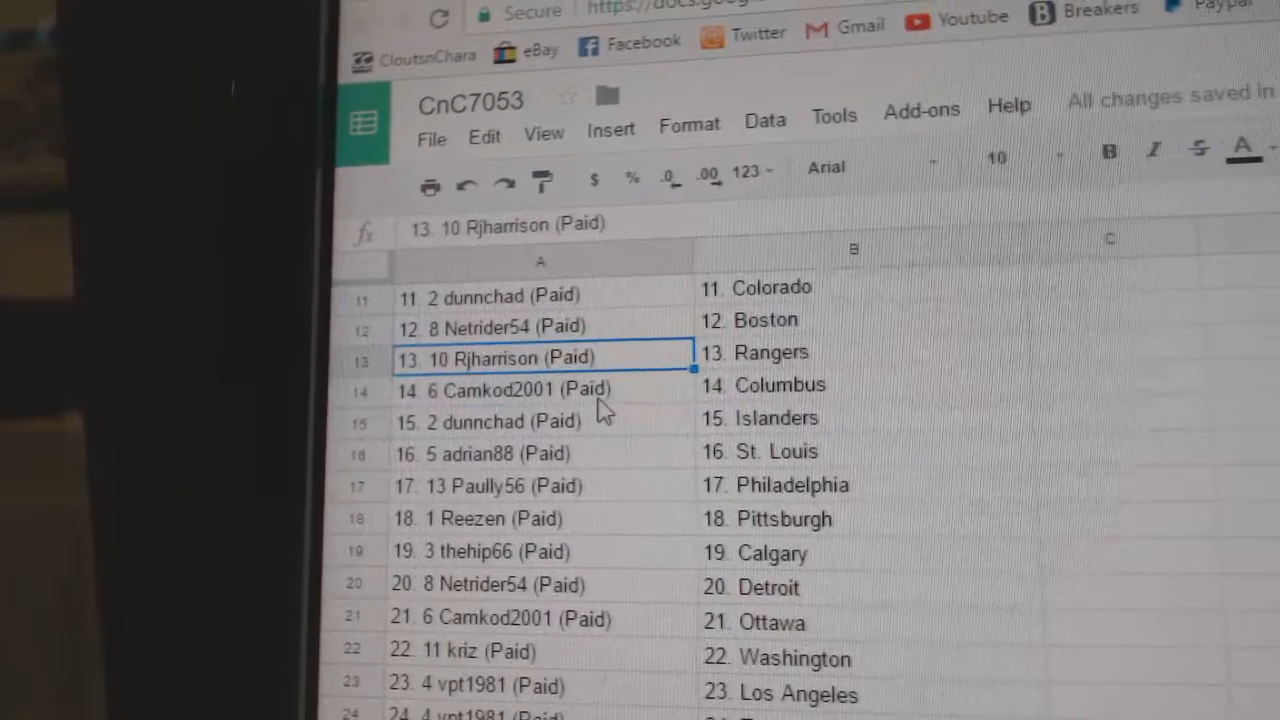 Secure https://docs.goog
CloutsnChara eBay Facebook Twitter Gmail Youtube Breakers Paypal
CnC7053
File Edit View Insert Format Data Tools Add-ons Help All changes saved in
$ % .0 .00 123 Arial 10 B I S A
fx 13. 10 Rjharrison (Paid)
A B C
11 11. 2 dunnchad (Paid) 11. Colorado
12 12. 8 Netrider54 (Paid) 12. Boston
13 13. 10 Rjharrison (Paid) 13. Rangers
14 14. 6 Camkod2001 (Paid) 14. Columbus
15 15. 2 dunnchad (Paid) 15. Islanders
16 16. 5 adrian88 (Paid) 16. St. Louis
17 17. 13 Paully56 (Paid) 17. Philadelphia
18 18. 1 Reezen (Paid) 18. Pittsburgh
19 19. 3 thehip66 (Paid) 19. Calgary
20 20. 8 Netrider54 (Paid) 20. Detroit
21 21. 6 Camkod2001 (Paid) 21. Ottawa
22 22. 11 kriz (Paid) 22. Washington
23 23. 4 vpt1981 (Paid) 23. Los Angeles
24 24. 4 vpt1981 (Paid)